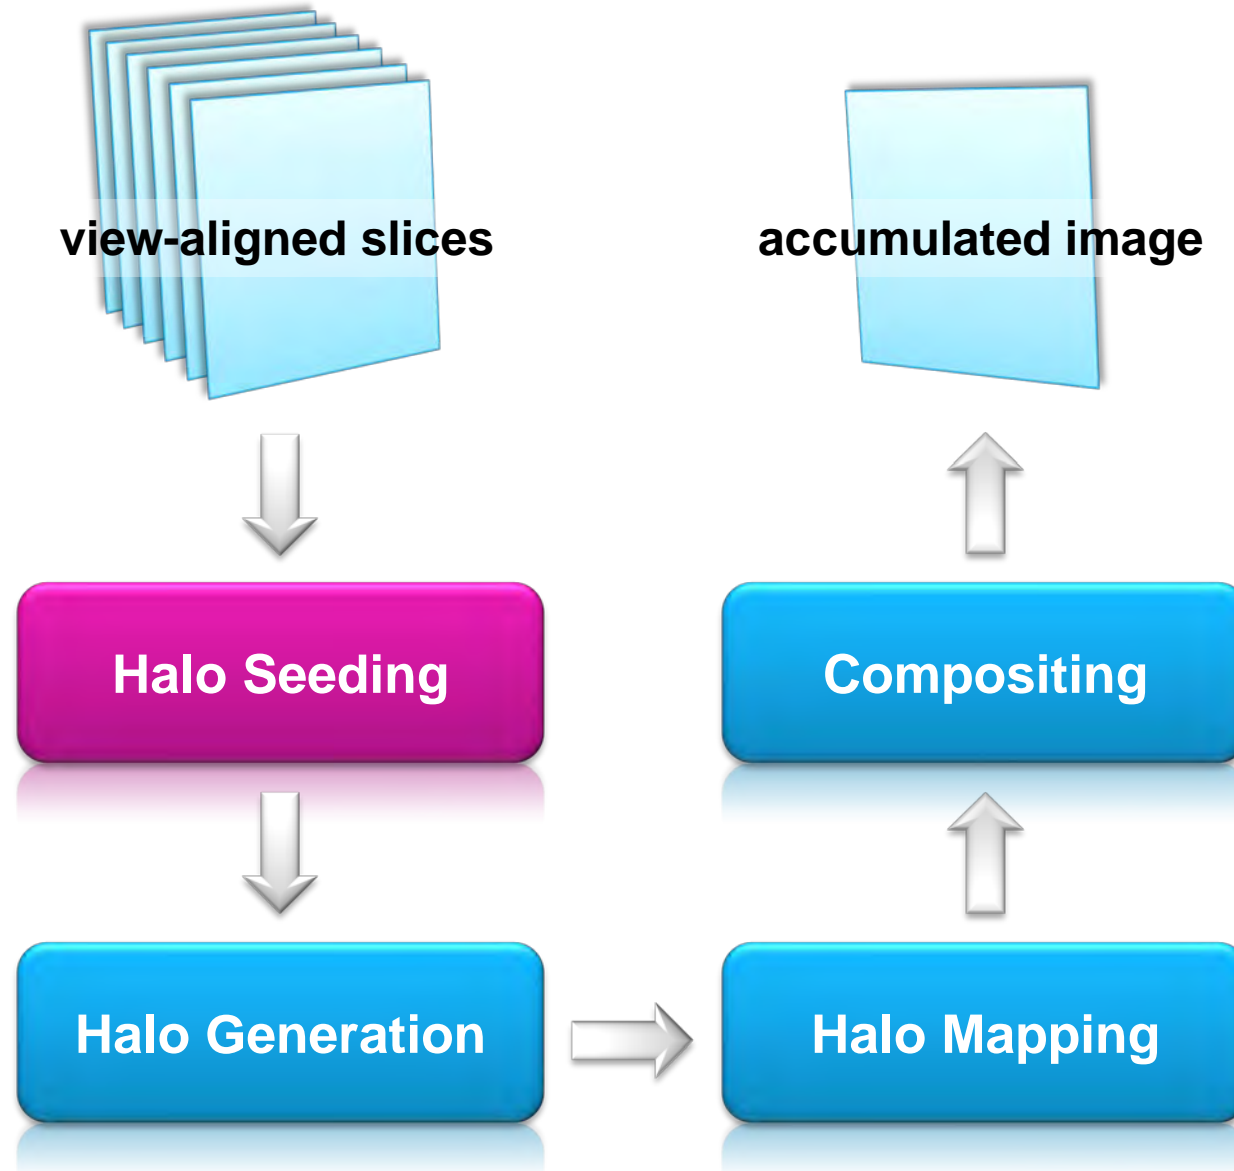 view-aligned slices
accumulated image
Halo Seeding
Compositing
Halo Generation
Halo Mapping